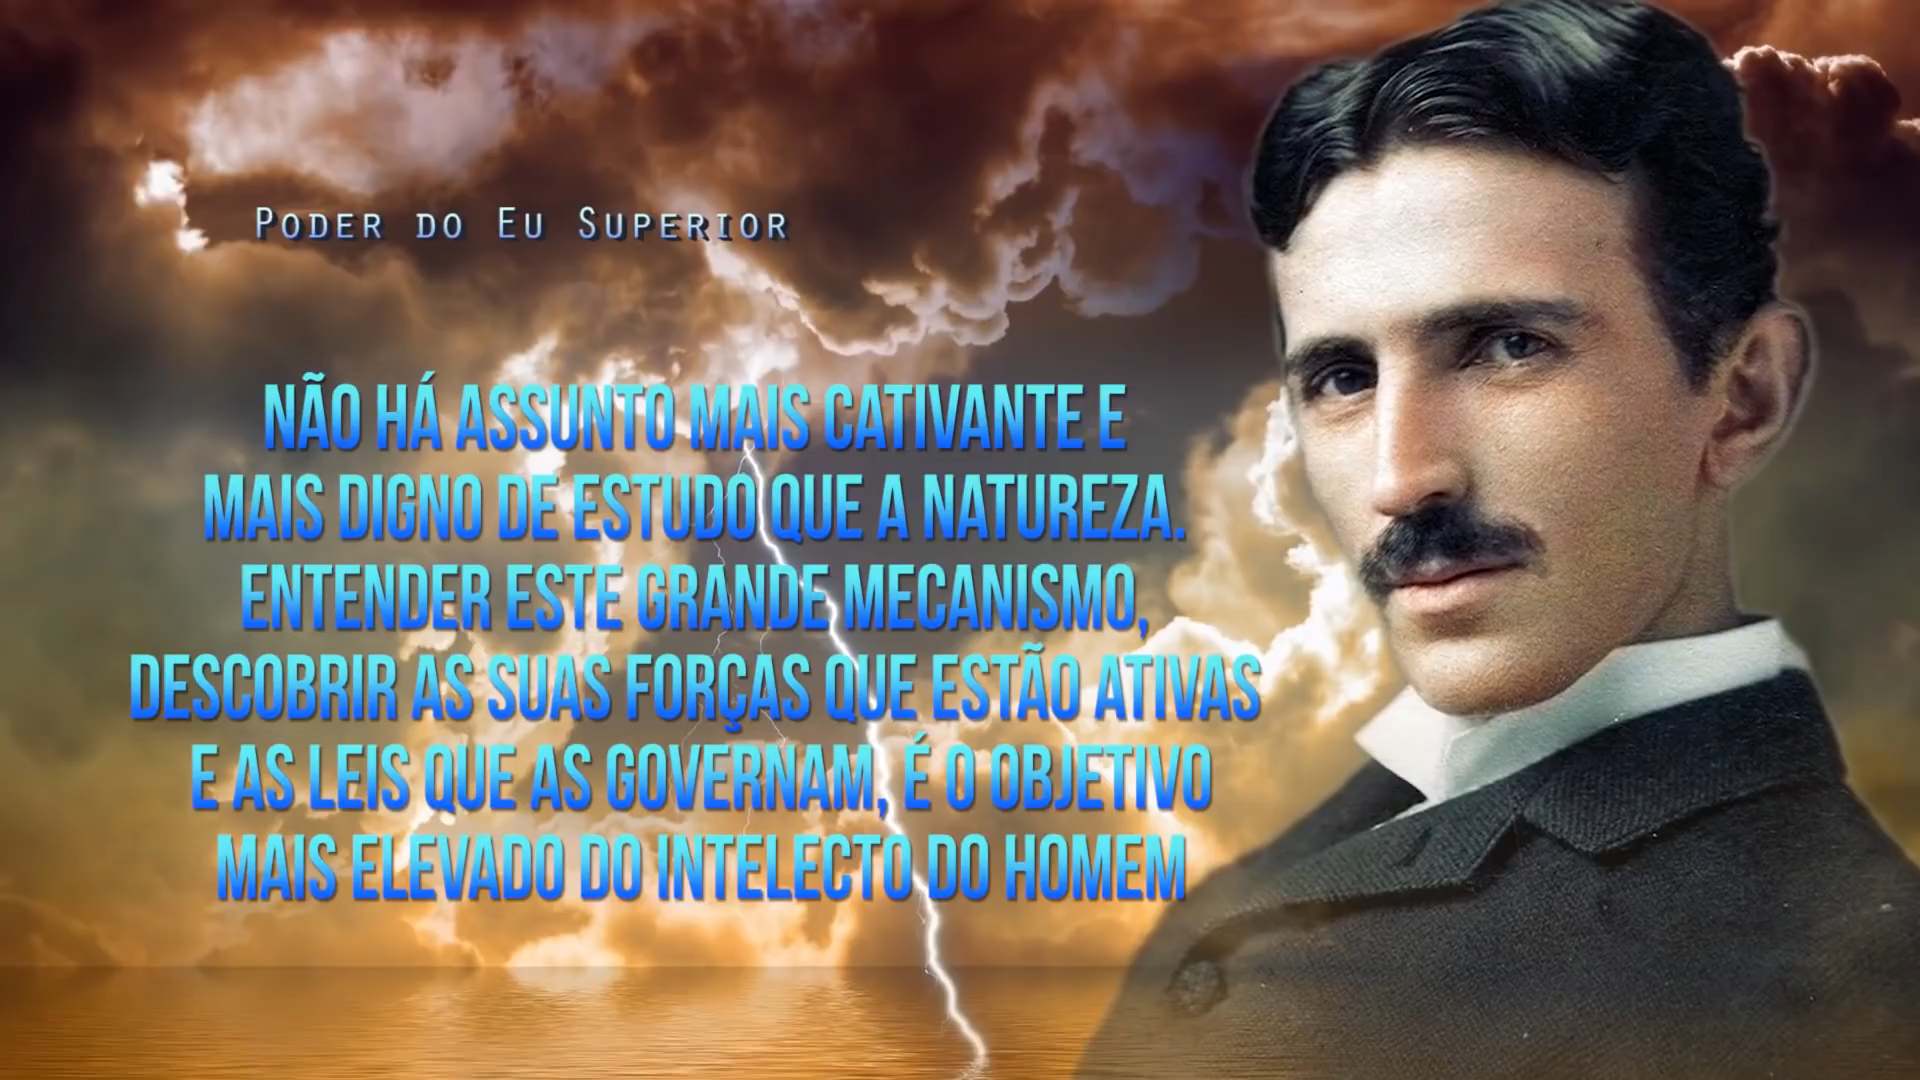 Poder do Eu Superior
NÃO HÁ ASSUNTO MAIS CATIVANTE E
MAIS DIGNO DE ESTUDO QUE A NATUREZA.
ENTENDER ESTE GRANDE MECANISMO,
DESCOBRIR AS SUAS FORÇAS QUE ESTÃO ATIVAS
E AS LEIS QUE AS GOVERNAM, É O OBJETIVO
MAIS ELEVADO DO INTELECTO DO HOMEM